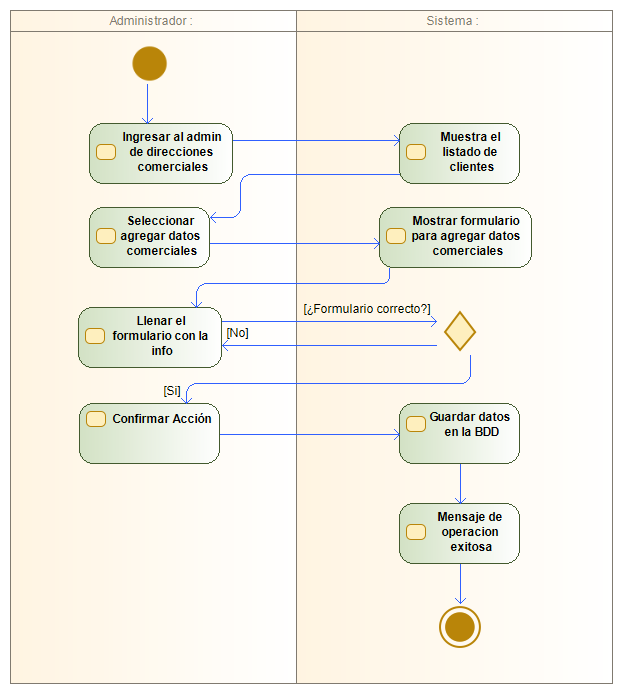 Administrador :
Sistema :
Ingresar al admin
de direcciones
comerciales
Muestra el
listado de
clientes
Seleccionar
agregar datos
comerciales
Mostrar formulario
para agregar datos
comerciales
Llenar el
formulario con la
info
[¿Formulario correcto?]
[No]
[Si]
Confirmar Acción
Guardar datos
en la BDD
Mensaje de
operacion
exitosa